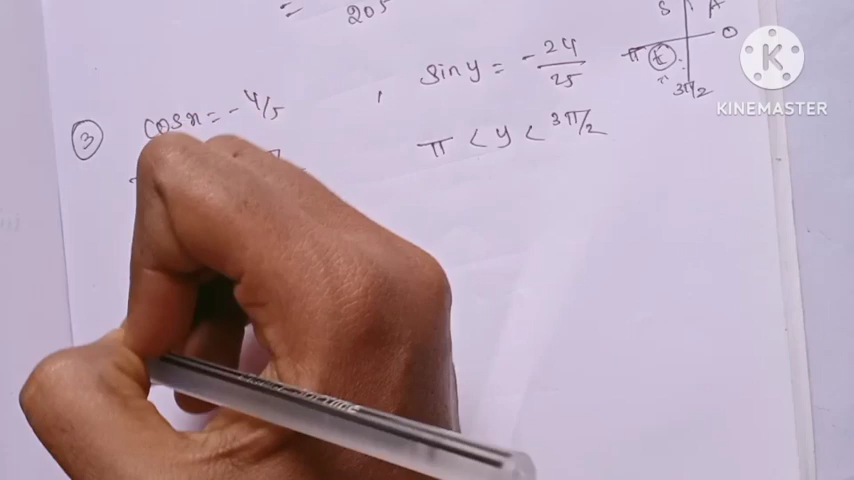 =
205
S A
π 0
3π/2
sin y = - 24/25
③ cos x = - 4/5 ,
π < y < 3π/2
K
KINEMASTER